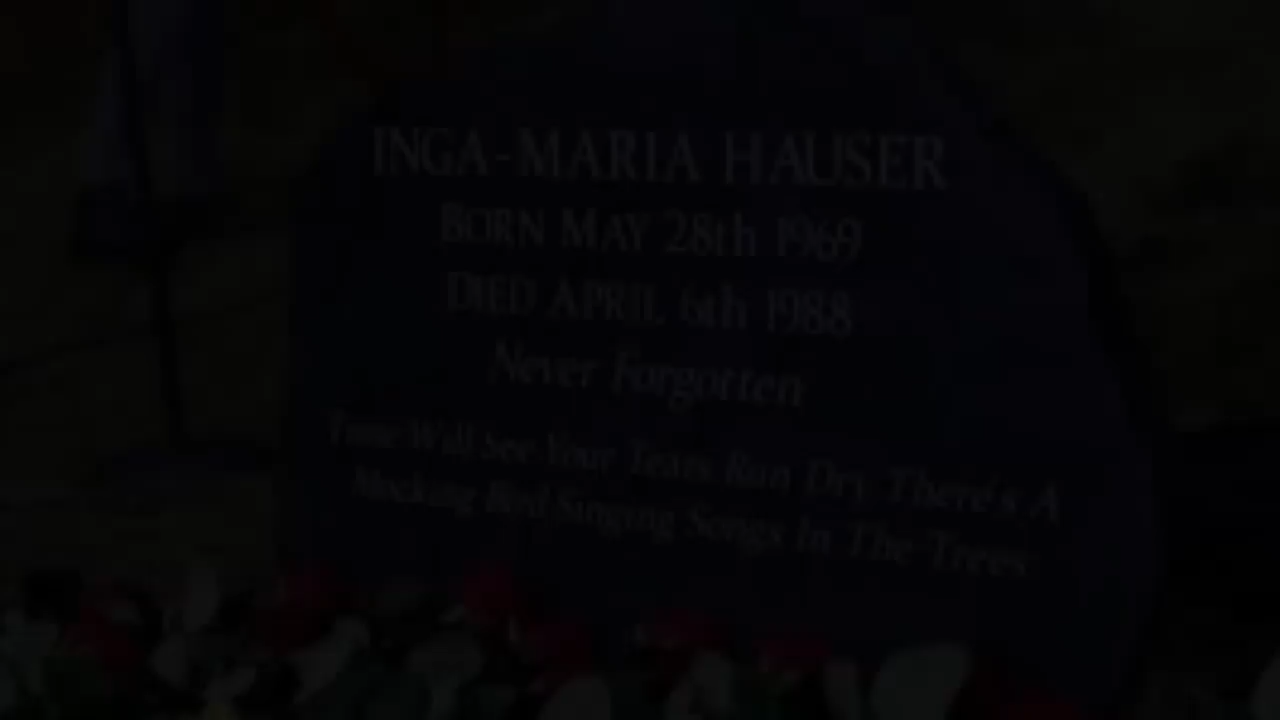 INGA-MARIA HAUSER
BORN MAY 28th 1969
DIED APRIL 6th 1988
Never Forgotten
Time Will See Your Tears Run Dry There's A
Mocking Bird Singing Songs In The Trees